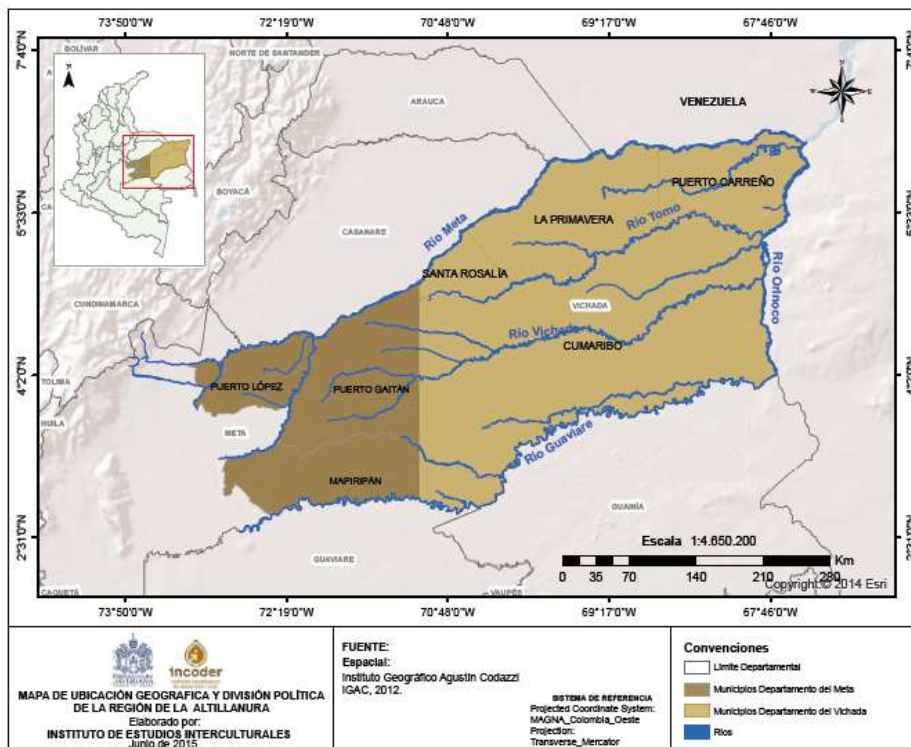 73°50'0"W 72°19'0"W 70°48'0"W 69°17'0"W 67°46'0"W
7°4'0"N
5°33'0"N
4°2'0"N
2°31'0"N
BOLÍVAR
NORTE DE SANTANDER
ARAUCA
VENEZUELA
BOYACÁ
CASANARE
CUNDINAMARCA
TOLIMA
HUILA
META
VICHADA
GUAINÍA
GUAVIARE
CAQUETÁ
VAUPÉS
PUERTO CARREÑO
LA PRIMAVERA
Río Tomo
Río Meta
SANTA ROSALÍA
Río Orinoco
Río Vichada
CUMARIBO
PUERTO LÓPEZ
PUERTO GAITÁN
Río Guaviare
MAPIRIPÁN
N
N
E
S
W
Escala 1:4.650.200
Km
0 35 70 140 210 280
Copyright:© 2014 Esri
73°50'0"W 72°19'0"W 70°48'0"W 69°17'0"W 67°46'0"W
incoder
MAPA DE UBICACIÓN GEOGRAFICA Y DIVISIÓN POLÍTICA
DE LA REGIÓN DE LA ALTILLANURA
Elaborado por:
INSTITUTO DE ESTUDIOS INTERCULTURALES
Junio de 2015
FUENTE:
Espacial:
Instituto Geográfico Agustín Codazzi
IGAC, 2012.
SISTEMA DE REFERENCIA
Projected Coordinate System:
MAGNA_Colombia_Oeste
Projection:
Transverse_Mercator
Convenciones
Límite Departamental
Municipios Departamento del Meta
Municipios Departamento del Vichada
Rios